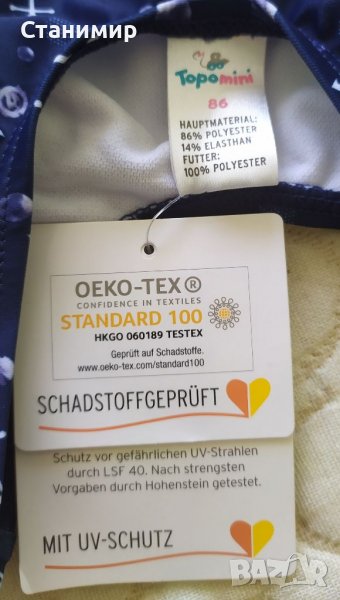 Станимир
Topomini
86
HAUPTMATERIAL:
86% POLYESTER
14% ELASTHAN
FUTTER:
100% POLYESTER
OEKO-TEX®
CONFIDENCE IN TEXTILES
STANDARD 100
HKGO 060189 TESTEX
Geprüft auf Schadstoffe.
www.oeko-tex.com/standard100
SCHADSTOFFGEPRÜFT
Schutz vor gefährlichen UV-Strahlen
durch LSF 40. Nach strengsten
Vorgaben durch Hohenstein getestet.
MIT UV-SCHUTZ
BAZAR